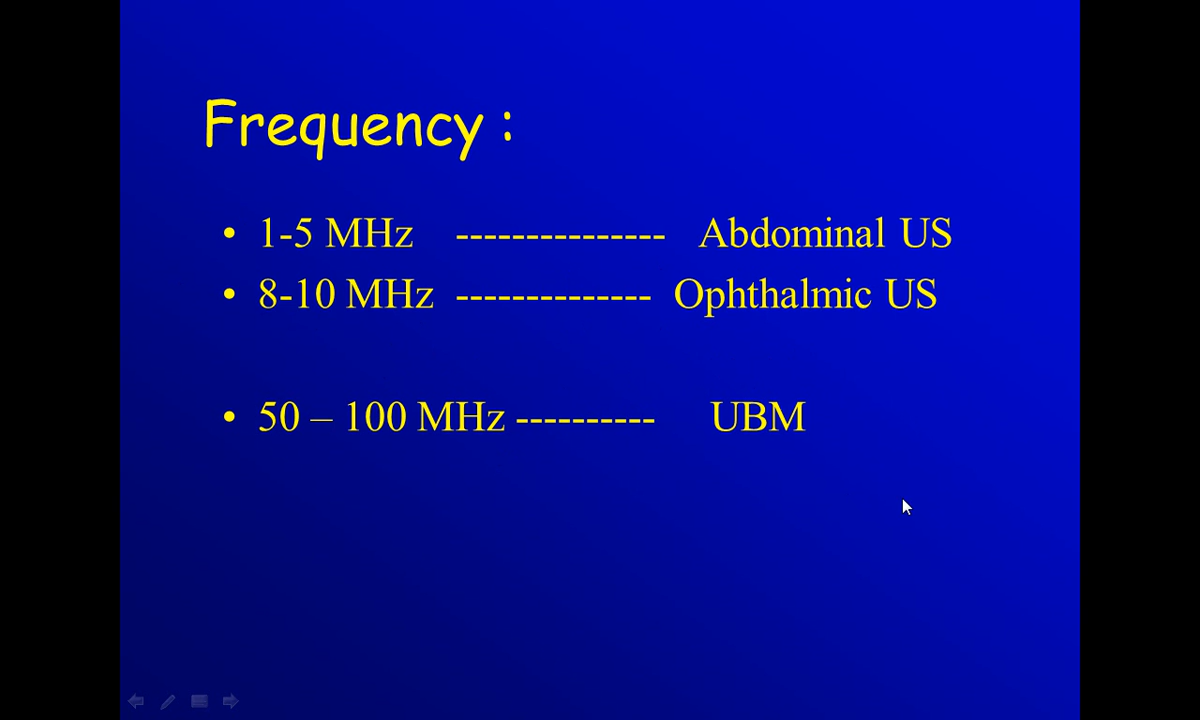 Frequency :
• 1-5 MHz --------------- Abdominal US
• 8-10 MHz -------------- Ophthalmic US
• 50 – 100 MHz ---------- UBM